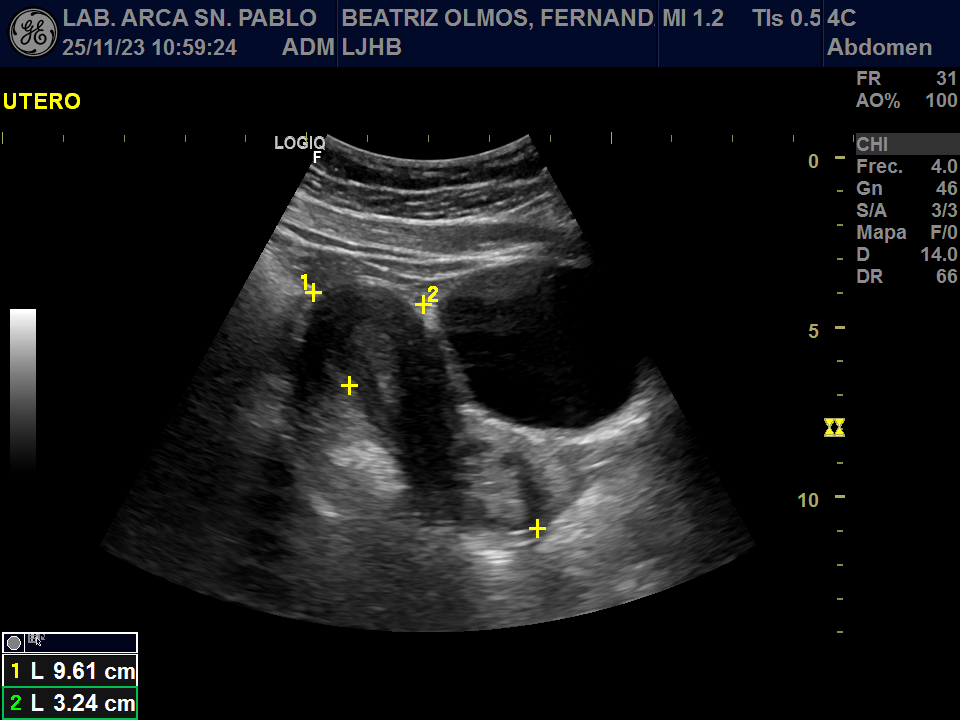 LAB. ARCA SN. PABLO BEATRIZ OLMOS, FERNAND MI 1.2 TIs 0.5 4C
25/11/23 10:59:24 ADM LJHB Abdomen
UTERO
FR 31
AO% 100
LOGIQ
F
CHI
Frec. 4.0
Gn 46
S/A 3/3
Mapa F/0
D 14.0
DR 66
0
1
2
5
10
1 L 9.61 cm
2 L 3.24 cm